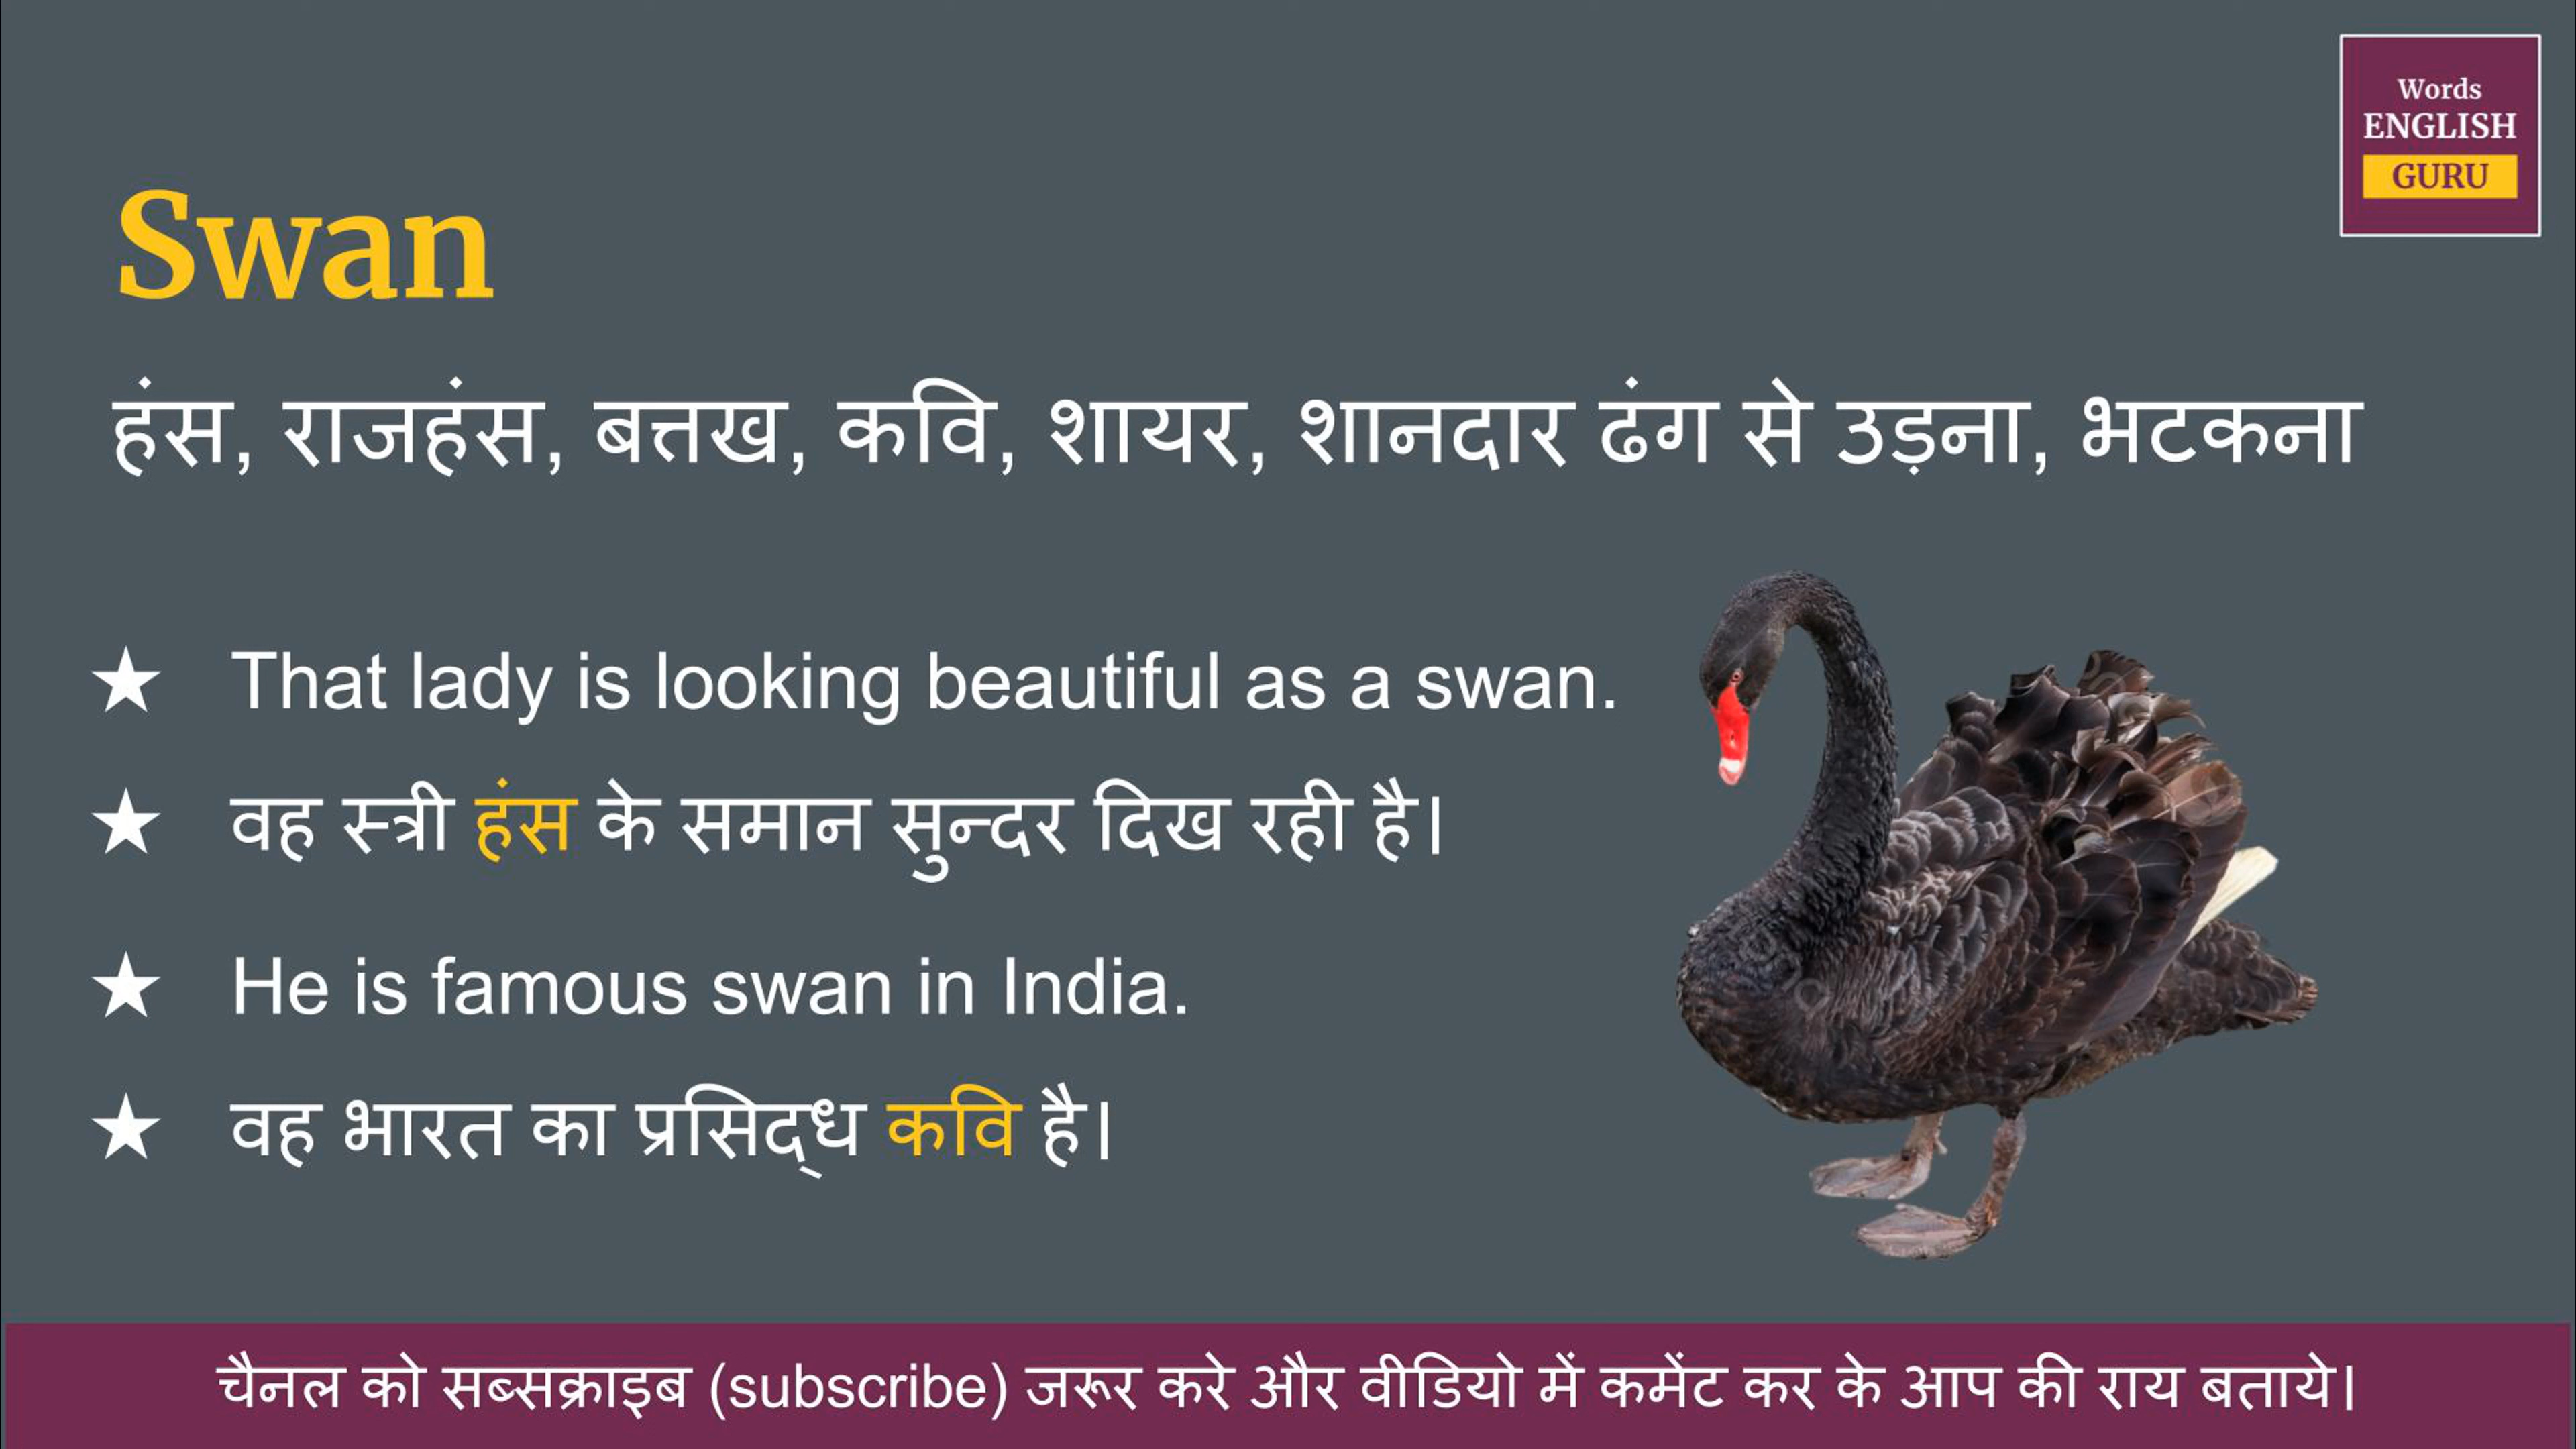 Words
ENGLISH
GURU
Swan
हंस, राजहंस, बत्तख, कवि, शायर, शानदार ढंग से उड़ना, भटकना
★ That lady is looking beautiful as a swan.
★ वह स्त्री हंस के समान सुन्दर दिख रही है।
★ He is famous swan in India.
★ वह भारत का प्रसिद्ध कवि है।
चैनल को सब्सक्राइब (subscribe) जरूर करे और वीडियो में कमेंट कर के आप की राय बताये।